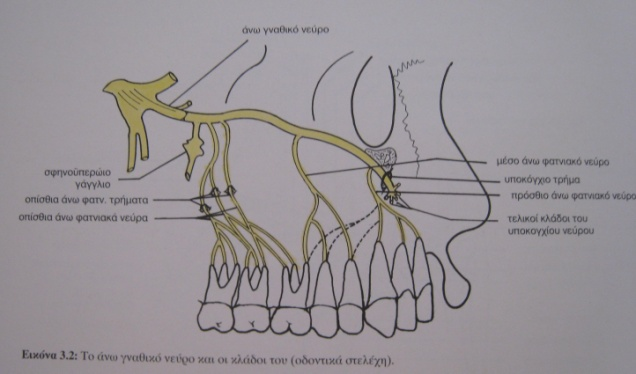 άνω γναθικό νεύρο
σφηνοϋπερώιο
γάγγλιο
οπίσθια άνω φατν. τρήματα
οπίσθια άνω φατνιακά νεύρα
μέσο άνω φατνιακό νεύρο
υποκόγχιο τρήμα
πρόσθιο άνω φατνιακό νεύρο
τελικοί κλάδοι του
υποκογχίου νεύρου
Εικόνα 3.2: Το άνω γναθικό νεύρο και οι κλάδοι του (οδοντικά στελέχη).